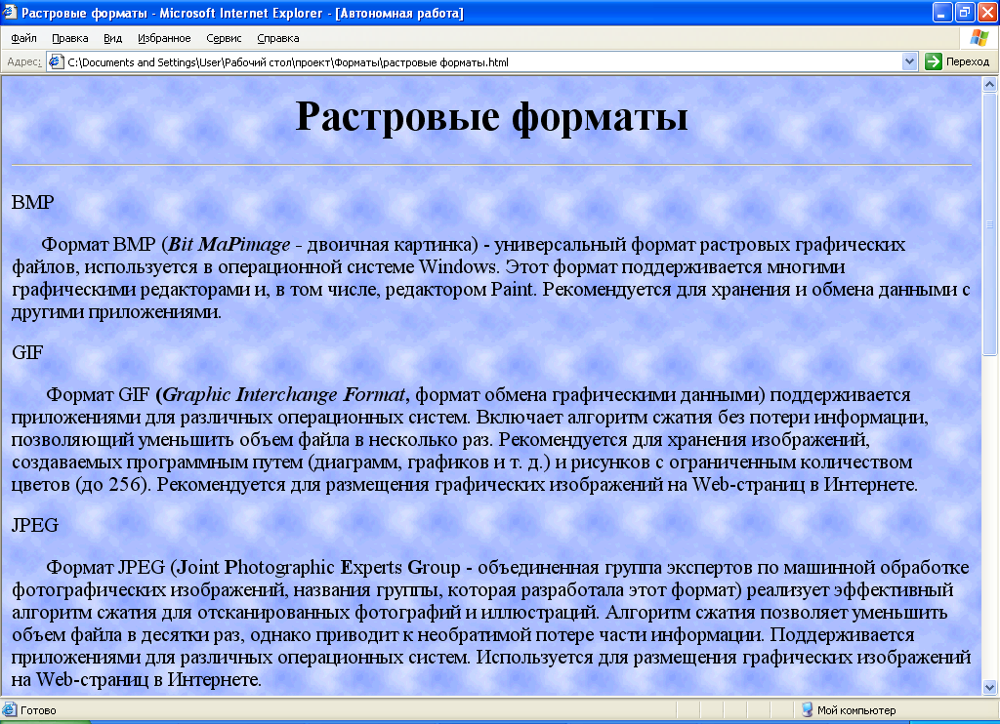 Растровые форматы - Microsoft Internet Explorer - [Автономная работа]
Файл Правка Вид Избранное Сервис Справка
Адрес: C:\Documents and Settings\User\Рабочий стол\проект\Форматы\растровые форматы.html Переход
Растровые форматы
BMP
Формат BMP (Bit MaPimage - двоичная картинка) - универсальный формат растровых графических
файлов, используется в операционной системе Windows. Этот формат поддерживается многими
графическими редакторами и, в том числе, редактором Paint. Рекомендуется для хранения и обмена данными с
другими приложениями.
GIF
Формат GIF (Graphic Interchange Format, формат обмена графическими данными) поддерживается
приложениями для различных операционных систем. Включает алгоритм сжатия без потери информации,
позволяющий уменьшить объем файла в несколько раз. Рекомендуется для хранения изображений,
создаваемых программным путем (диаграмм, графиков и т. д.) и рисунков с ограниченным количеством
цветов (до 256). Рекомендуется для размещения графических изображений на Web-страниц в Интернете.
JPEG
Формат JPEG (Joint Photographic Experts Group - объединенная группа экспертов по машинной обработке
фотографических изображений, названия группы, которая разработала этот формат) реализует эффективный
алгоритм сжатия для отсканированных фотографий и иллюстраций. Алгоритм сжатия позволяет уменьшить
объем файла в десятки раз, однако приводит к необратимой потере части информации. Поддерживается
приложениями для различных операционных систем. Используется для размещения графических изображений
на Web-страниц в Интернете.
Готово Мой компьютер